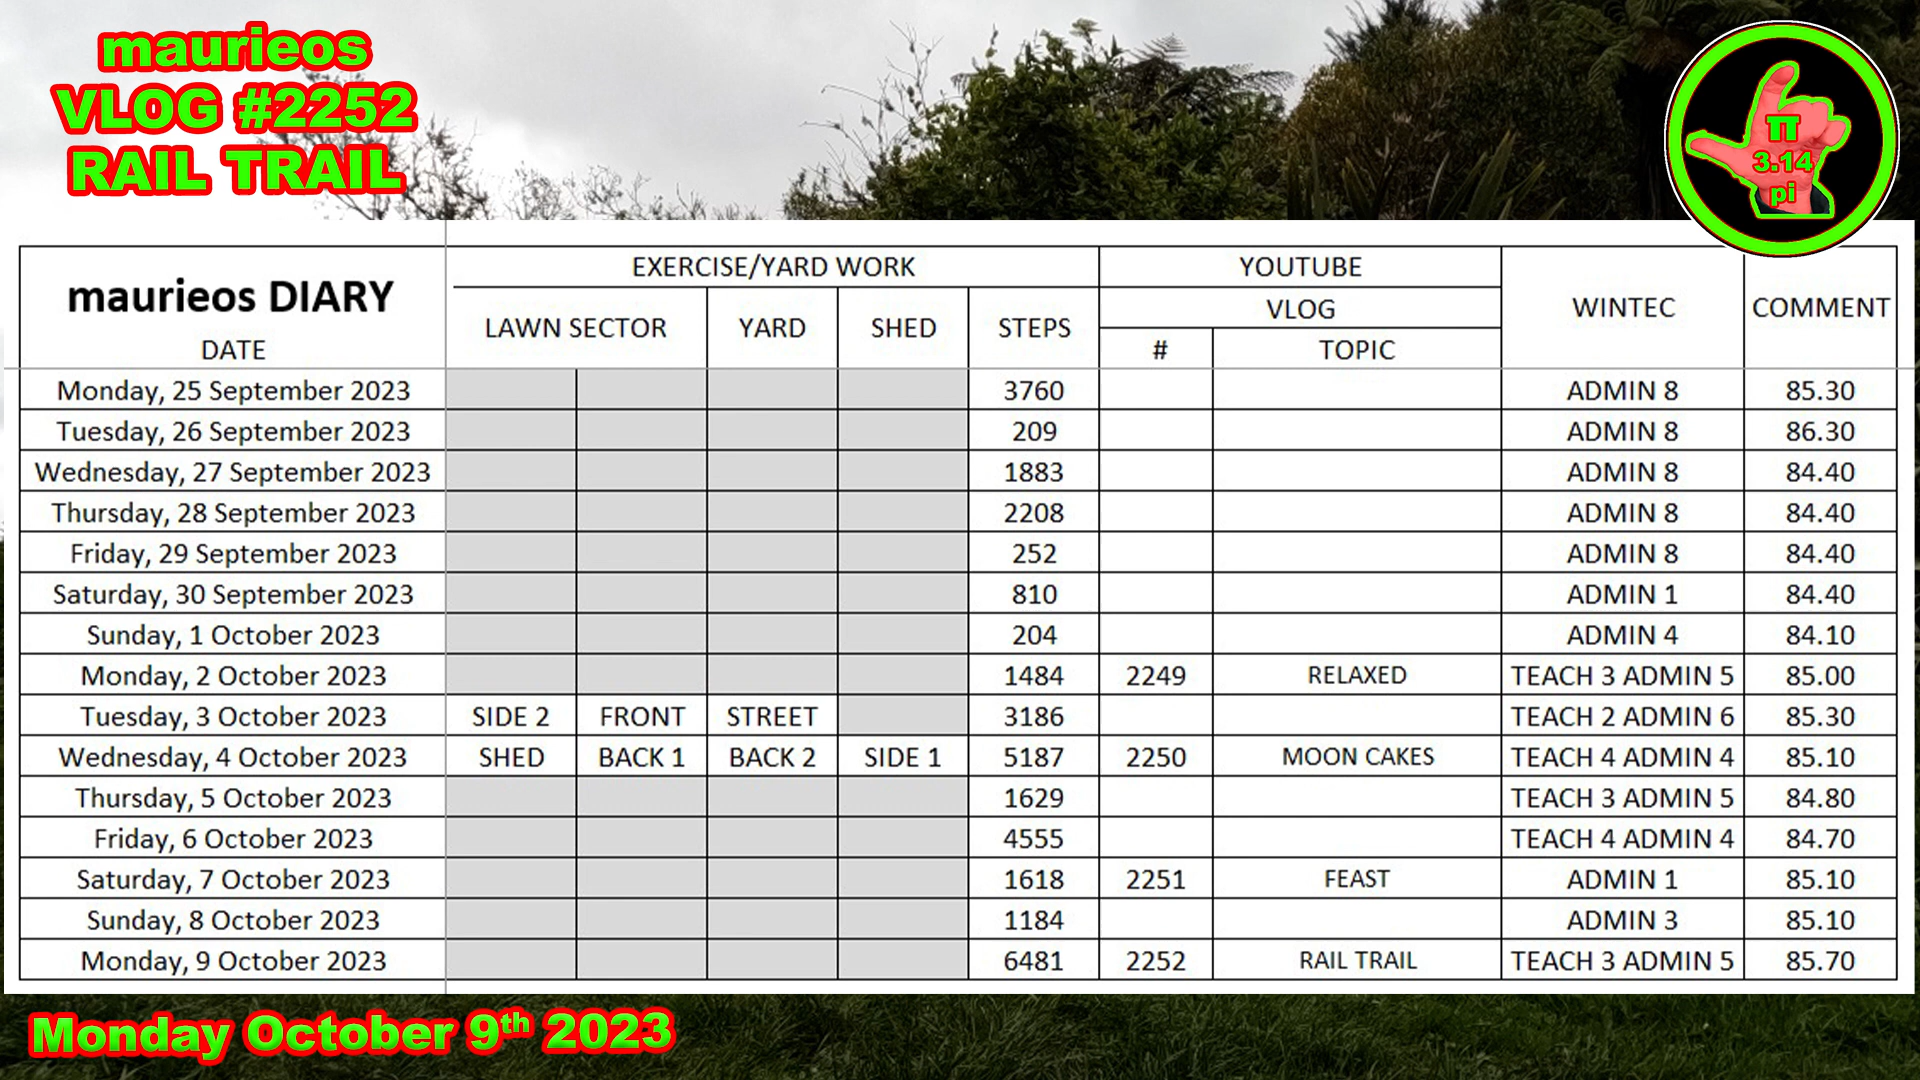 maurieos
VLOG #2252
RAIL TRAIL
π
3.14
pi
maurieos DIARY
DATE
EXERCISE/YARD WORK
YOUTUBE
WINTEC
COMMENT
LAWN SECTOR
YARD
SHED
STEPS
VLOG
#
TOPIC
Monday, 25 September 2023 3760 ADMIN 8 85.30
Tuesday, 26 September 2023 209 ADMIN 8 86.30
Wednesday, 27 September 2023 1883 ADMIN 8 84.40
Thursday, 28 September 2023 2208 ADMIN 8 84.40
Friday, 29 September 2023 252 ADMIN 8 84.40
Saturday, 30 September 2023 810 ADMIN 1 84.40
Sunday, 1 October 2023 204 ADMIN 4 84.10
Monday, 2 October 2023 1484 2249 RELAXED TEACH 3 ADMIN 5 85.00
Tuesday, 3 October 2023 SIDE 2 FRONT STREET 3186 TEACH 2 ADMIN 6 85.30
Wednesday, 4 October 2023 SHED BACK 1 BACK 2 SIDE 1 5187 2250 MOON CAKES TEACH 4 ADMIN 4 85.10
Thursday, 5 October 2023 1629 TEACH 3 ADMIN 5 84.80
Friday, 6 October 2023 4555 TEACH 4 ADMIN 4 84.70
Saturday, 7 October 2023 1618 2251 FEAST ADMIN 1 85.10
Sunday, 8 October 2023 1184 ADMIN 3 85.10
Monday, 9 October 2023 6481 2252 RAIL TRAIL TEACH 3 ADMIN 5 85.70
Monday October 9th 2023